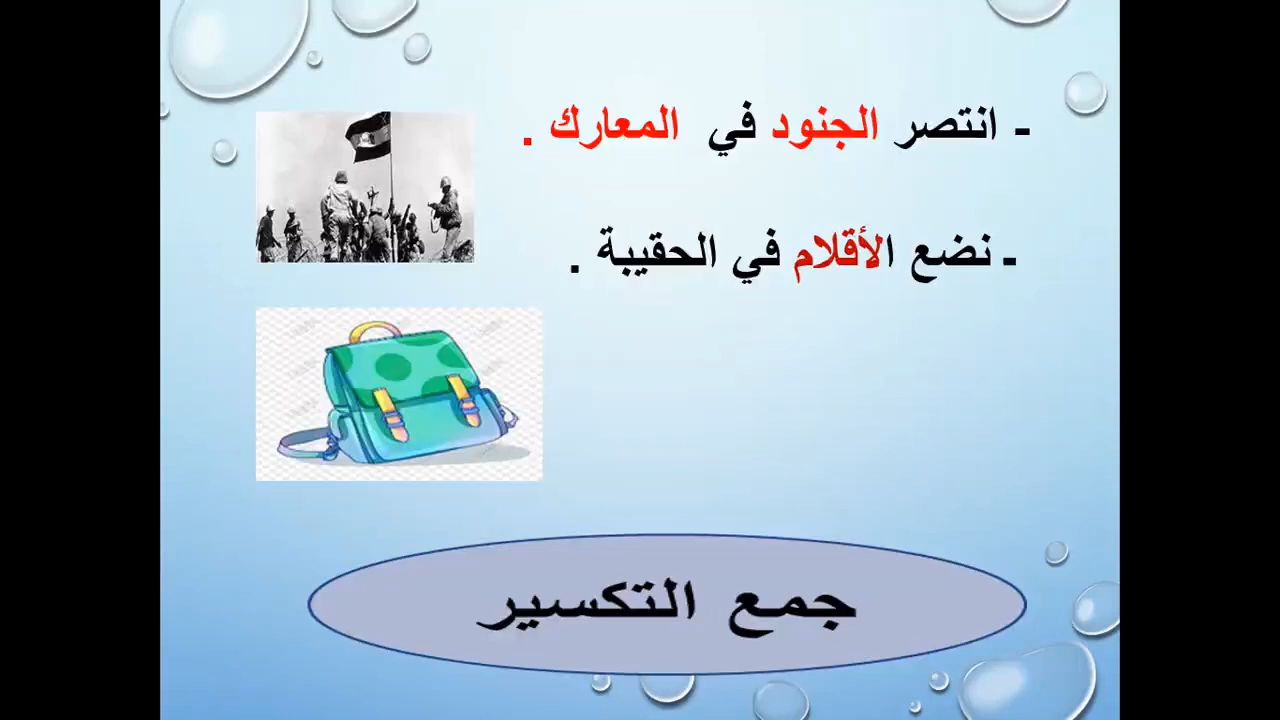 - انتصر الجنود في المعارك .
- نضع الأقلام في الحقيبة .
جمع التكسير